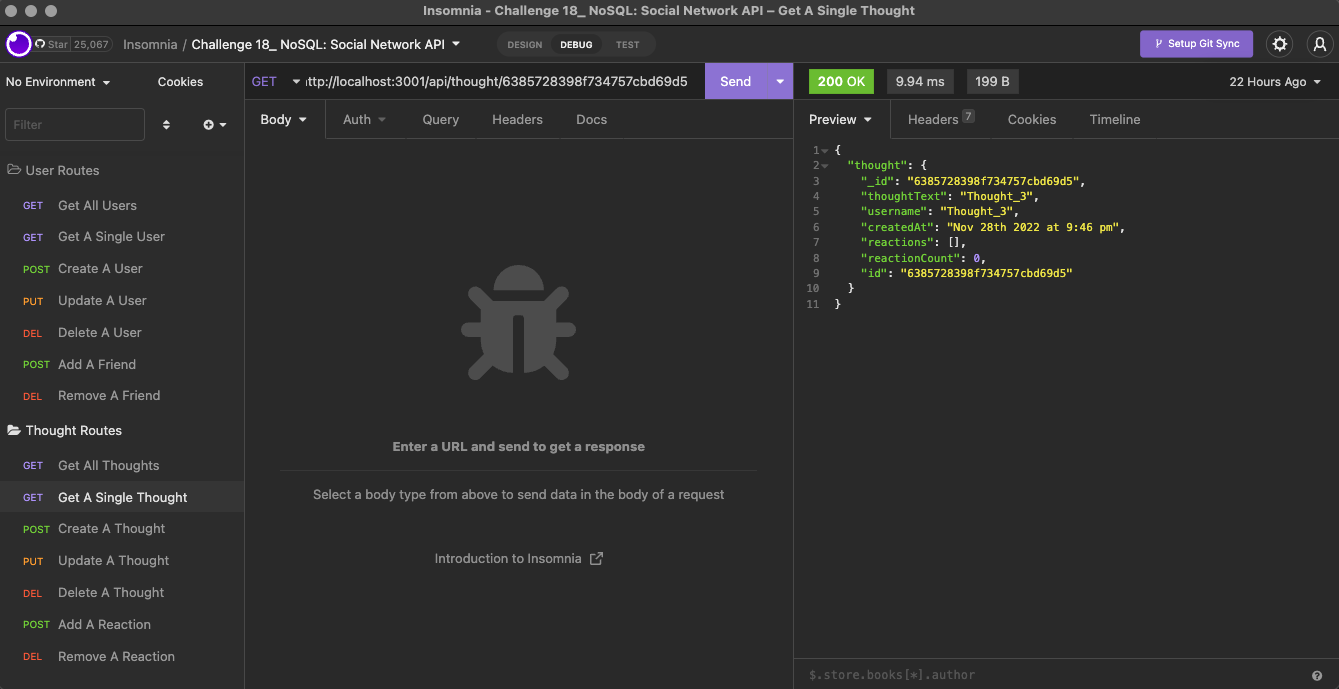 Insomnia - Challenge 18_ NoSQL: Social Network API – Get A Single Thought
Star 25,067
Insomnia / Challenge 18_ NoSQL: Social Network API
DESIGN DEBUG TEST
Setup Git Sync
No Environment
Cookies
Filter
User Routes
GET Get All Users
GET Get A Single User
POST Create A User
PUT Update A User
DEL Delete A User
POST Add A Friend
DEL Remove A Friend
Thought Routes
GET Get All Thoughts
GET Get A Single Thought
POST Create A Thought
PUT Update A Thought
DEL Delete A Thought
POST Add A Reaction
DEL Remove A Reaction
GET ttp://localhost:3001/api/thought/6385728398f734757cbd69d5 Send
Body Auth Query Headers Docs
Enter a URL and send to get a response
Select a body type from above to send data in the body of a request
Introduction to Insomnia
200 OK 9.94 ms 199 B 22 Hours Ago
Preview Headers 7 Cookies Timeline
1 {
2 "thought": {
3 "_id": "6385728398f734757cbd69d5",
4 "thoughtText": "Thought_3",
5 "username": "Thought_3",
6 "createdAt": "Nov 28th 2022 at 9:46 pm",
7 "reactions": [],
8 "reactionCount": 0,
9 "id": "6385728398f734757cbd69d5"
10 }
11 }
$.store.books[*].author